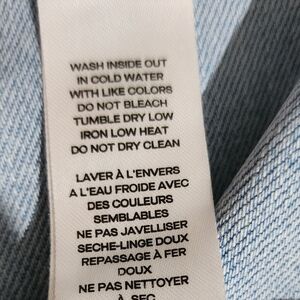 WASH INSIDE OUT
IN COLD WATER
WITH LIKE COLORS
DO NOT BLEACH
TUMBLE DRY LOW
IRON LOW HEAT
DO NOT DRY CLEAN
LAVER À L'ENVERS
A L'EAU FROIDE AVEC
DES COULEURS
SEMBLABLES
NE PAS JAVELLISER
SECHE-LINGE DOUX
REPASSAGE À FER
DOUX
NE PAS NETTOYER
À SEC